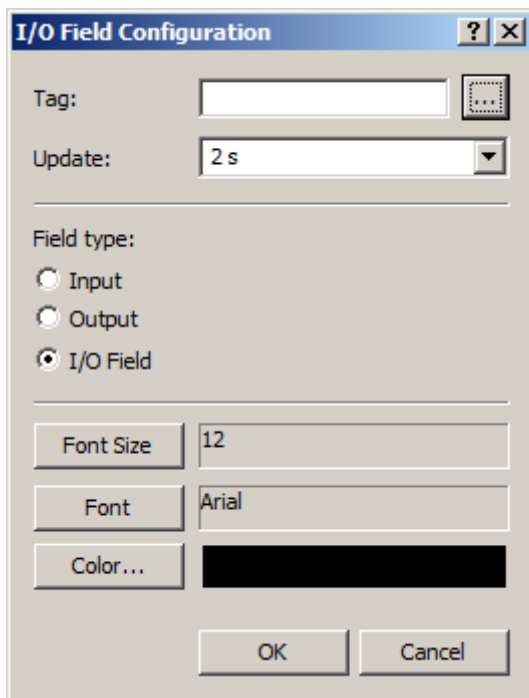 I/O Field Configuration
Tag:
...
Update:
2 s
Field type:
Input
Output
I/O Field
Font Size
12
Font
Arial
Color...
OK
Cancel